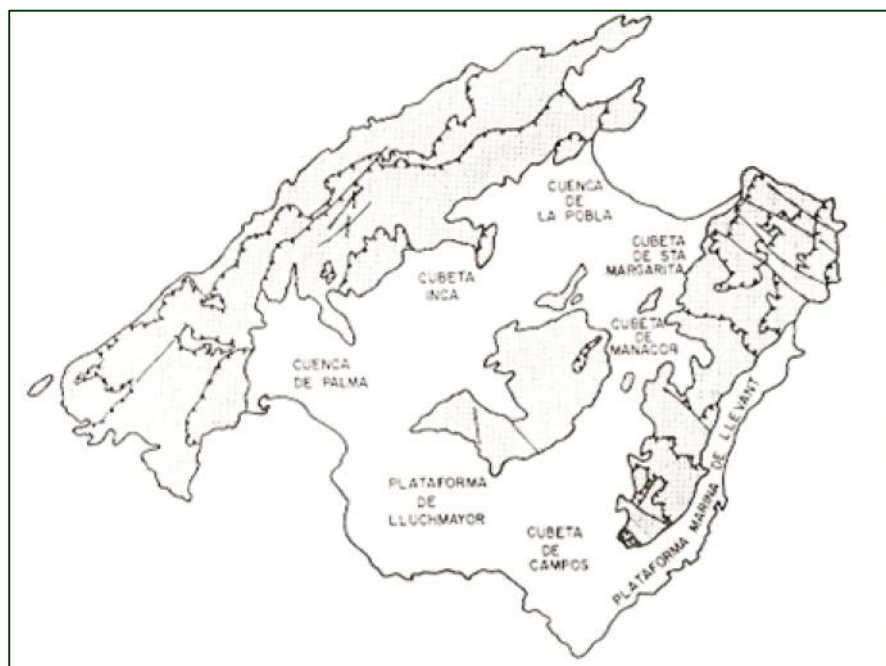 CUENCA
DE
LA POBLA
CUBETA
DE STA
MARGARITA
CUBETA
INCA
CUBETA
DE
MANACOR
CUENCA
DE PALMA
PLATAFORMA
DE
LLUCHMAYOR
CUBETA
DE
CAMPOS
PLATAFORMA MARINA DE LLEVANT